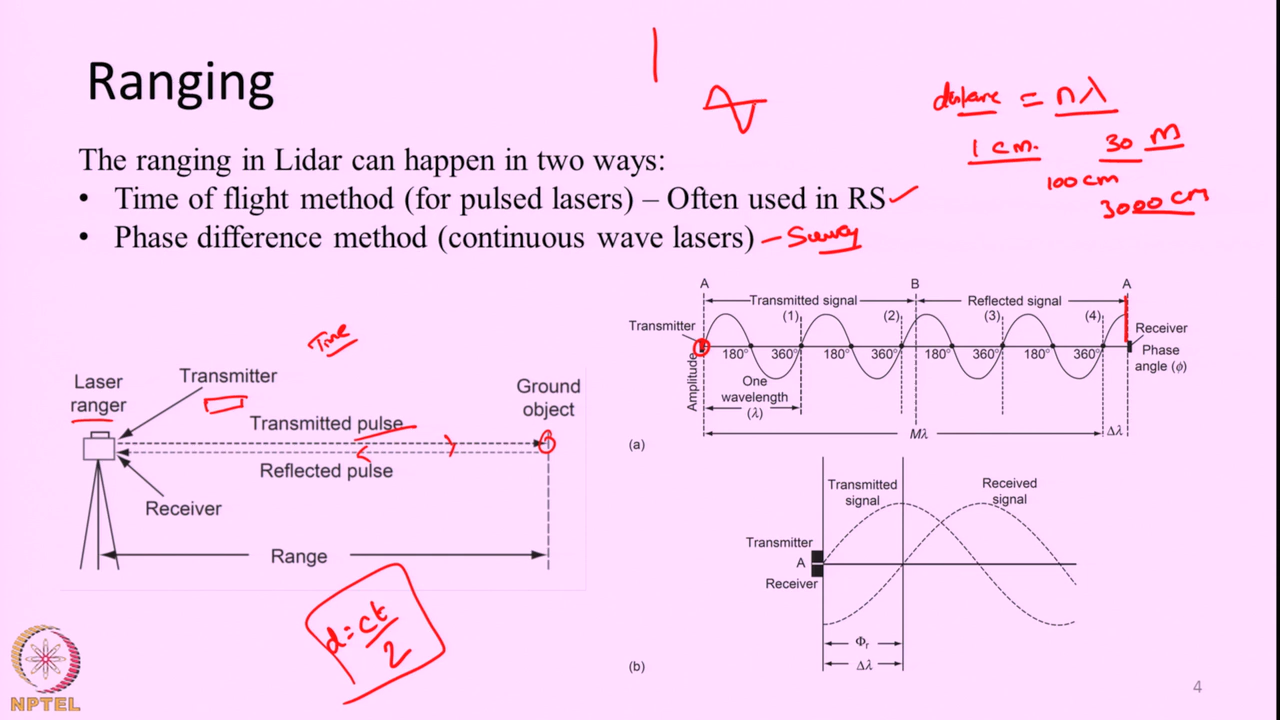 Ranging
distance = nλ
1 cm. 30 m
100 cm
3000 cm
The ranging in Lidar can happen in two ways:
• Time of flight method (for pulsed lasers) – Often used in RS ✓
• Phase difference method (continuous wave lasers) – Survey
Time
Laser ranger
Transmitter
Ground object
Transmitted pulse
Reflected pulse
Receiver
Range
d = ct/2
A B A
Transmitted signal Reflected signal
(1) (2) (3) (4)
Transmitter
Receiver
180° 360° 180° 360° 180° 360° 180° 360°
Phase angle (ϕ)
Amplitude
One wavelength (λ)
Mλ Δλ
(a)
Transmitted signal
Received signal
Transmitter
A
Receiver
Φr
Δλ
(b)
NPTEL
4